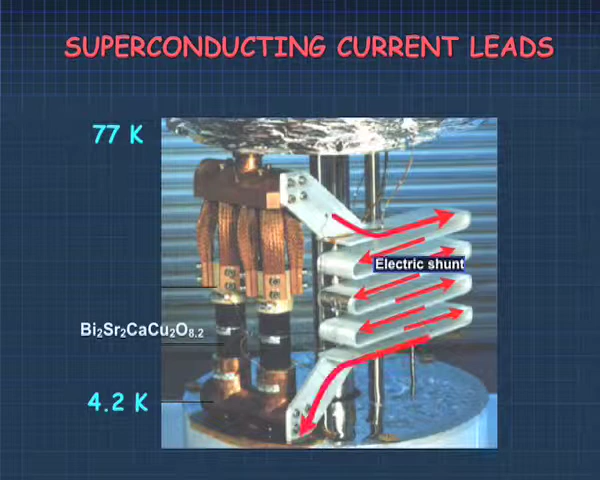 SUPERCONDUCTING CURRENT LEADS
77 K
Electric shunt
Bi₂Sr₂CaCu₂O₈.₂
4.2 K